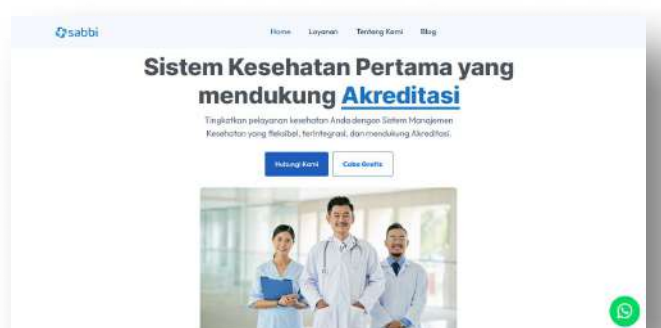 sabbi
Home Layanan Tentang Kami Blog
Sistem Kesehatan Pertama yang
mendukung Akreditasi
Tingkatkan pelayanan kesehatan Anda dengan Sistem Manajemen
Kesehatan yang fleksibel, terintegrasi, dan mendukung Akreditasi.
Hubungi Kami Coba Gratis